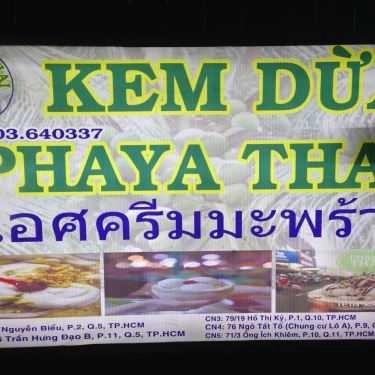 KEM DỪA
03.640337
PHAYA THA
ไอศครีมมะพร้า
Nguyễn Biểu, P.2, Q.5, TP.HCM
Trần Hưng Đạo B, P.11, Q.5, TP.HCM
CN3: 79/19 Hồ Thị Kỷ, P.1, Q.10, TP.HCM
CN4: 76 Ngô Tất Tố (Chung cư Lô A), P.
CN5: 71/3 Ông Ích Khiêm, P.10, Q.11, TP.HCM